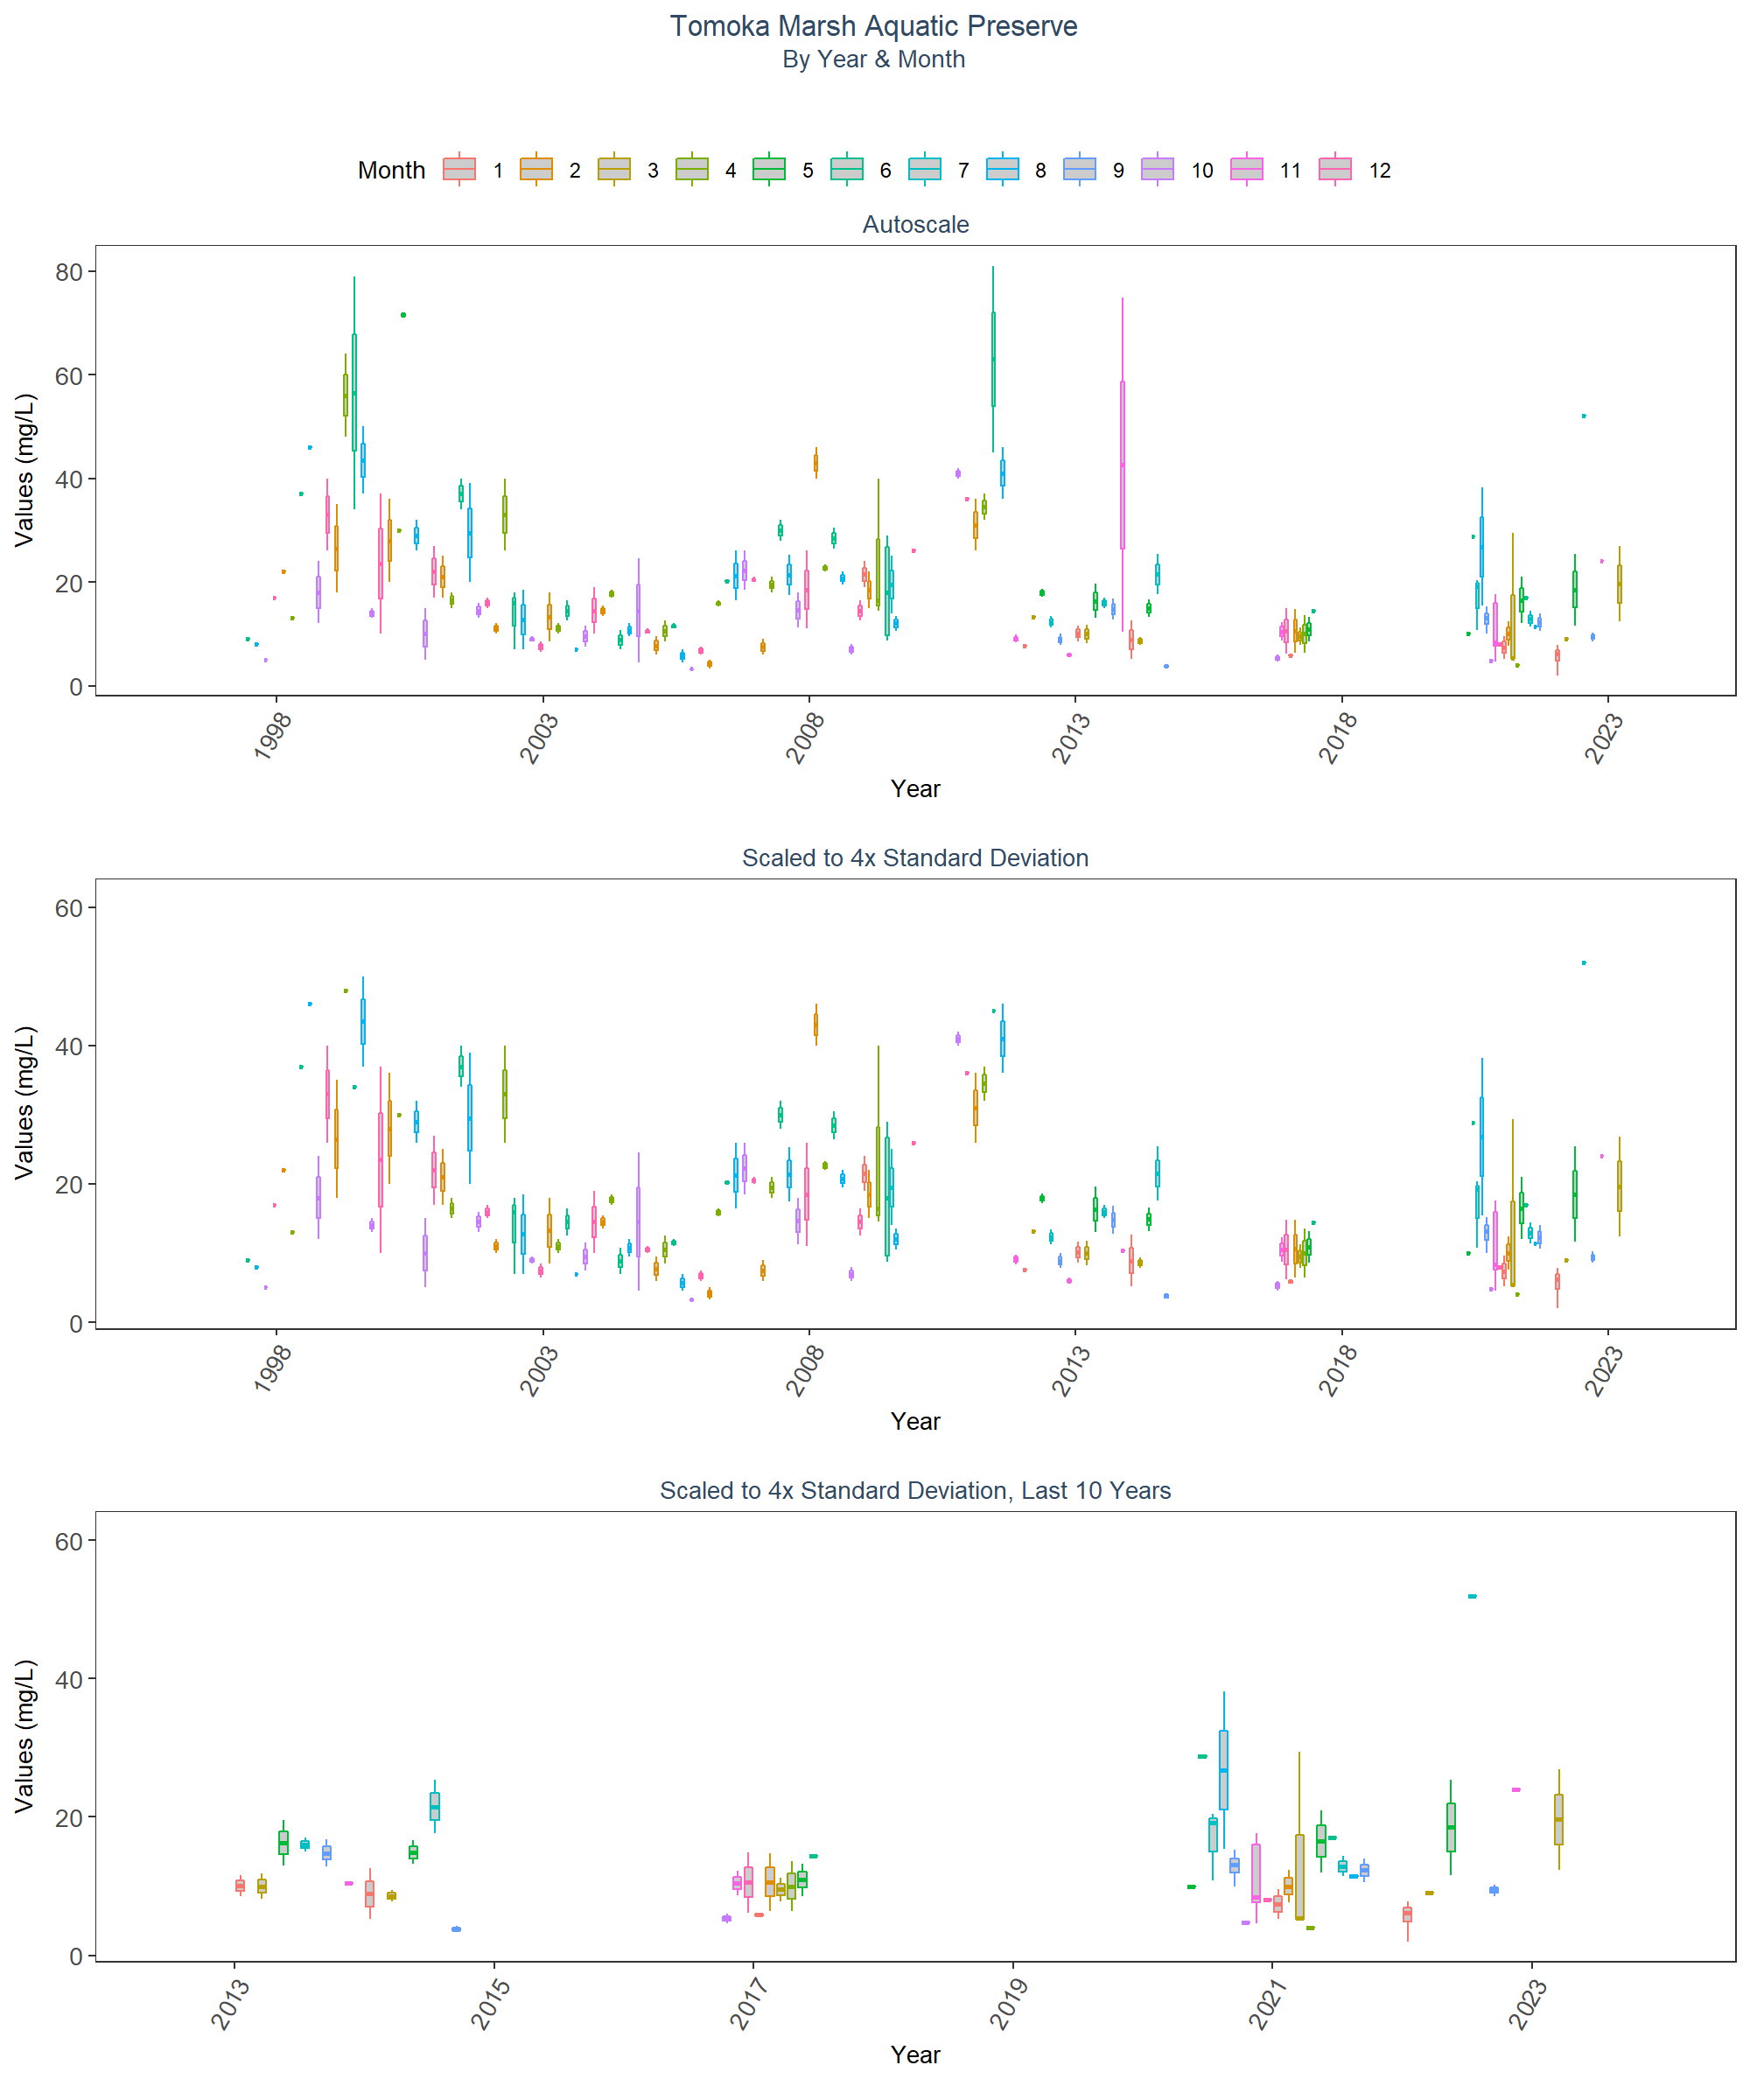 Tomoka Marsh Aquatic Preserve
By Year & Month
Month 1 2 3 4 5 6 7 8 9 10 11 12
Autoscale
Values (mg/L)
80
60
40
20
0
1998 2003 2008 2013 2018 2023
Year
Scaled to 4x Standard Deviation
Values (mg/L)
60
40
20
0
1998 2003 2008 2013 2018 2023
Year
Scaled to 4x Standard Deviation, Last 10 Years
Values (mg/L)
60
40
20
0
2013 2015 2017 2019 2021 2023
Year